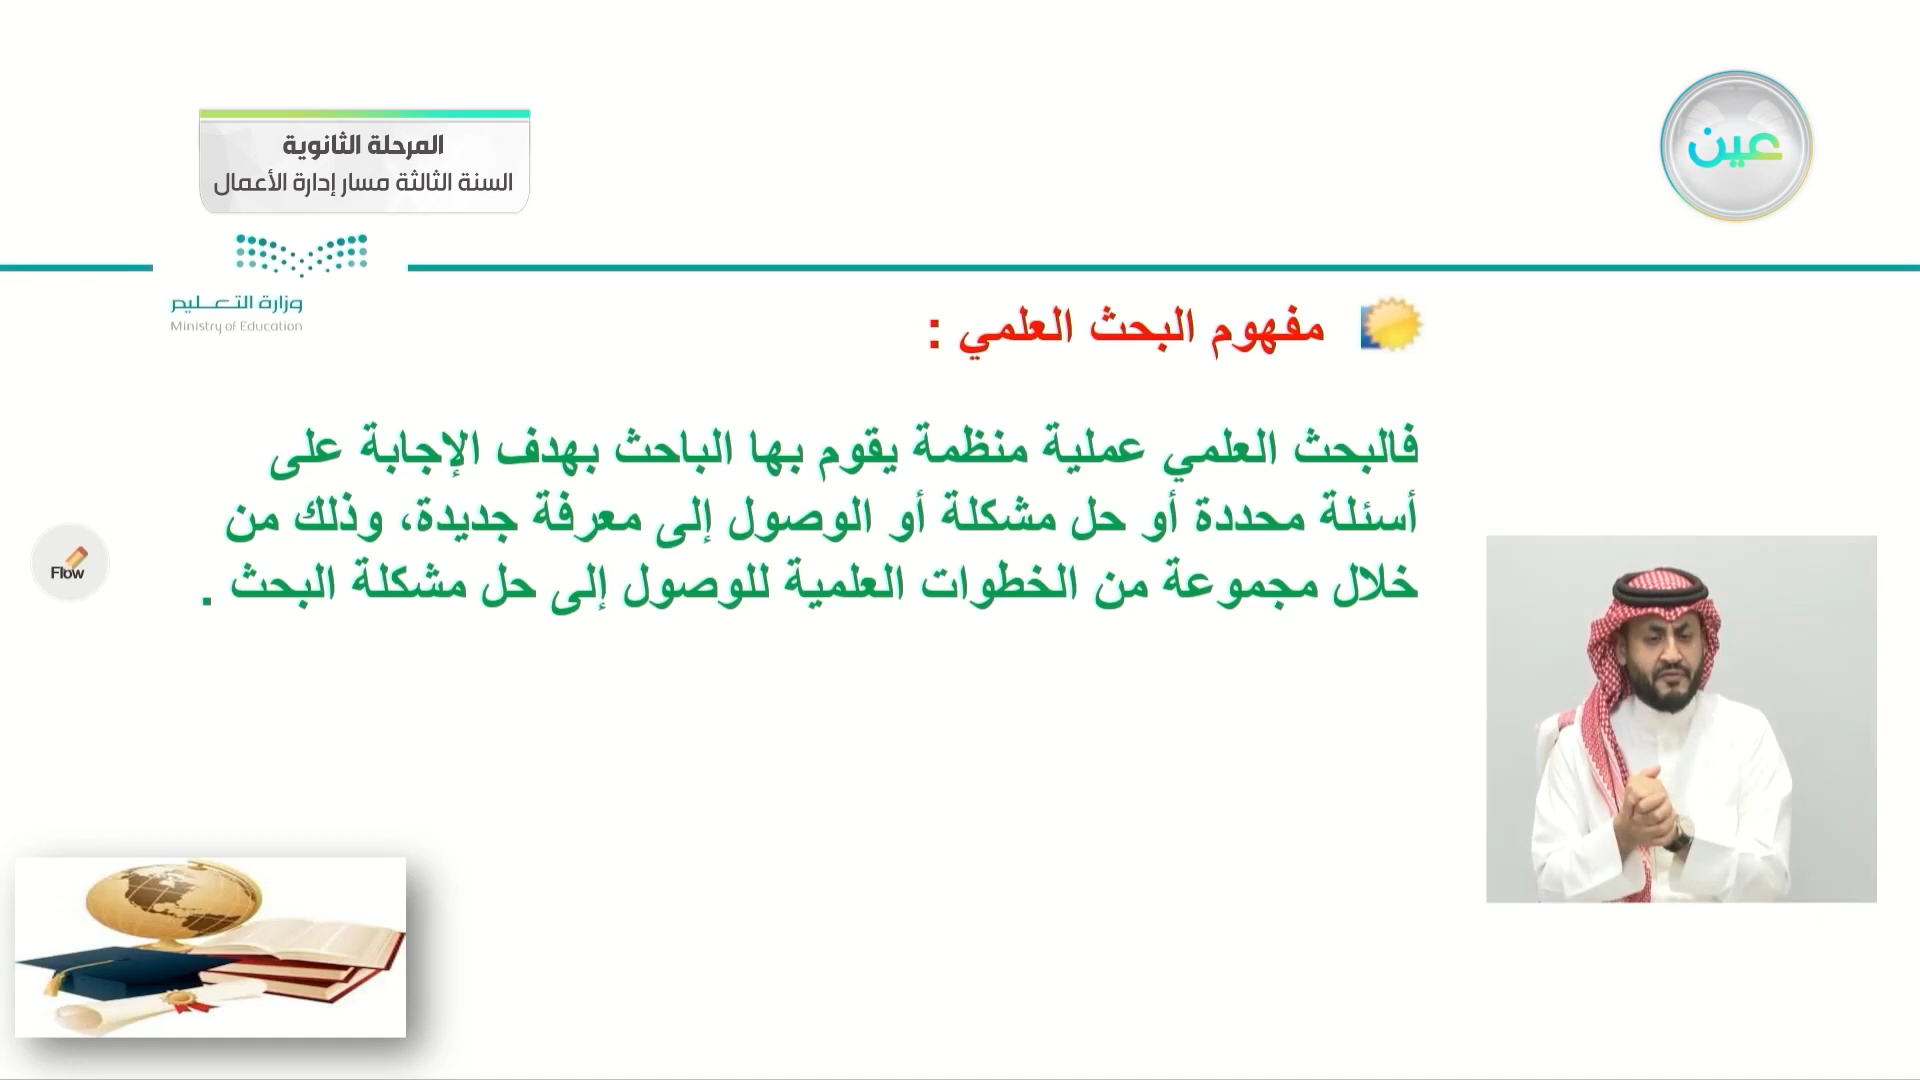 المرحلة الثانوية
السنة الثالثة مسار إدارة الأعمال
عين
وزارة التعليم
Ministry of Education
مفهوم البحث العلمي :
فالبحث العلمي عملية منظمة يقوم بها الباحث بهدف الإجابة على
أسئلة محددة أو حل مشكلة أو الوصول إلى معرفة جديدة، وذلك من
خلال مجموعة من الخطوات العلمية للوصول إلى حل مشكلة البحث .
Flow